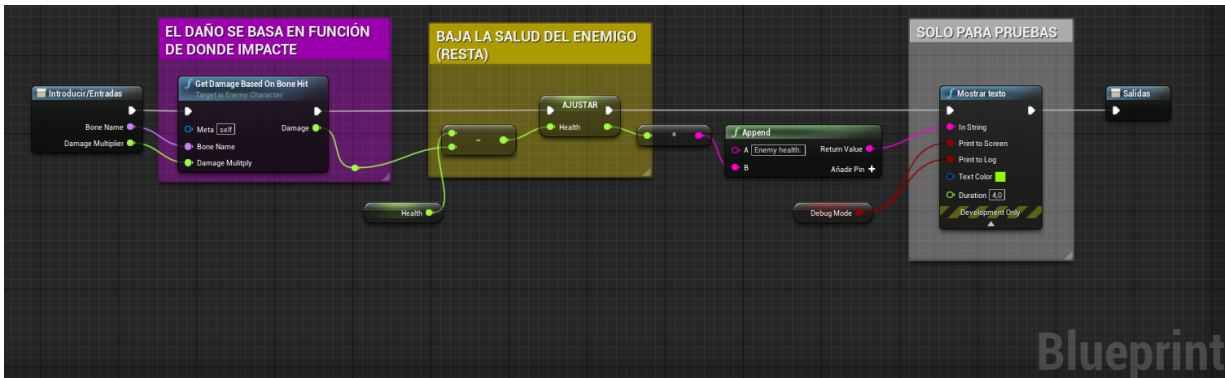 EL DAÑO SE BASA EN FUNCIÓN
DE DONDE IMPACTE
BAJA LA SALUD DEL ENEMIGO
(RESTA)
SOLO PARA PRUEBAS
Introducir/Entradas
Bone Name
Damage Multiplier
f Get Damage Based On Bone Hit
Target is Enemy Character
Meta self
Damage
Bone Name
Damage Mulitply
Health
-
AJUSTAR
Health
f Append
A Enemy health:
Return Value
B
Añadir Pin +
Debug Mode
f Mostrar texto
In String
Print to Screen
Print to Log
Text Color
Duration 4,0
Development Only
Salidas
Blueprint